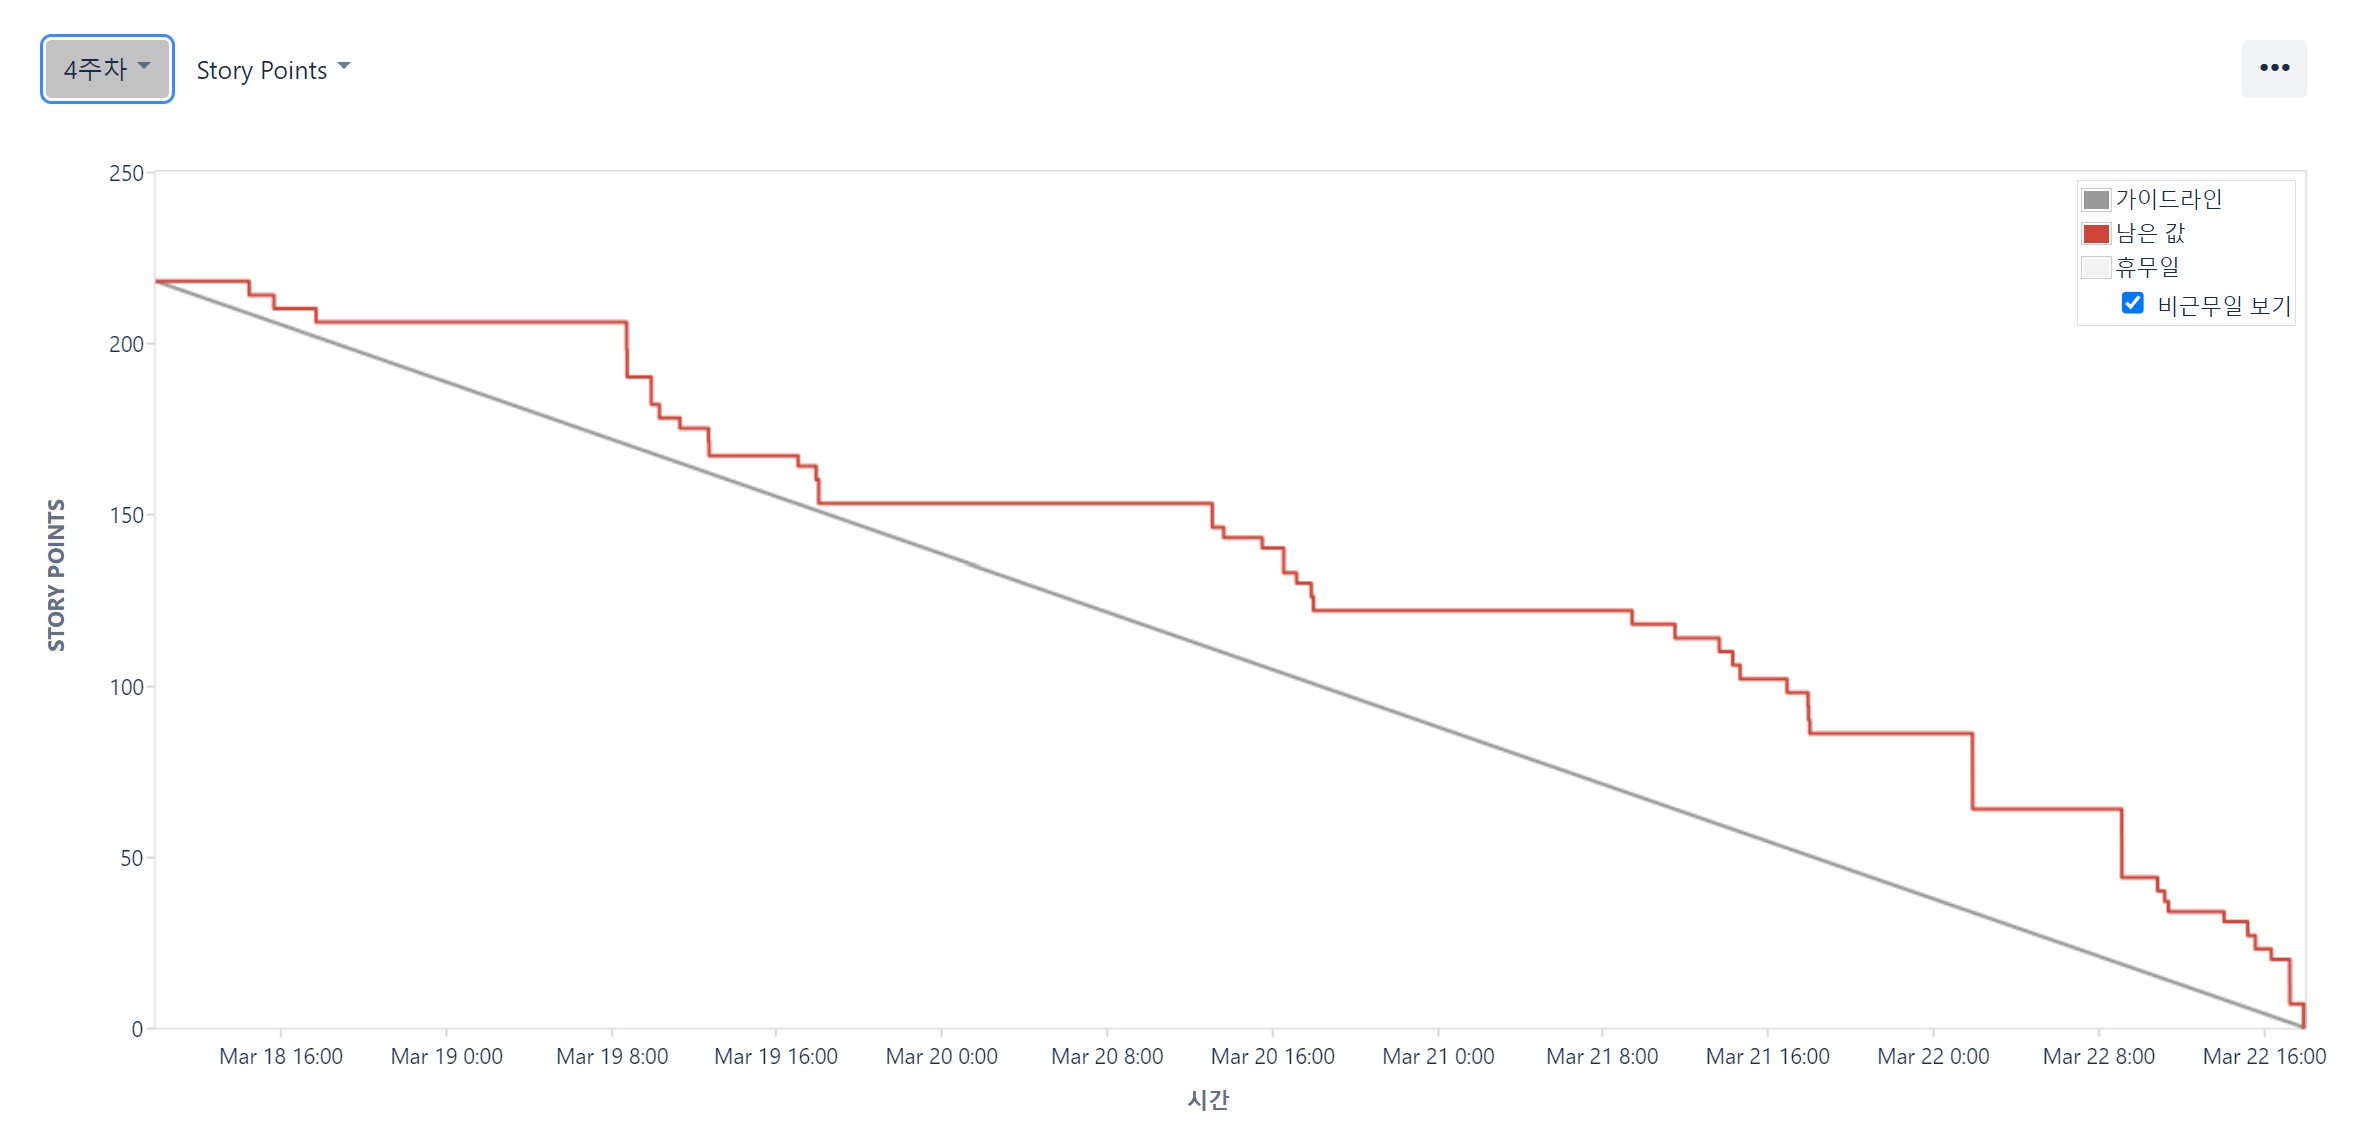 4주차
Story Points
•••
250
200
150
100
50
0
STORY POINTS
가이드라인
남은 값
휴무일
비근무일 보기
Mar 18 16:00
Mar 19 0:00
Mar 19 8:00
Mar 19 16:00
Mar 20 0:00
Mar 20 8:00
Mar 20 16:00
Mar 21 0:00
Mar 21 8:00
Mar 21 16:00
Mar 22 0:00
Mar 22 8:00
Mar 22 16:00
시간